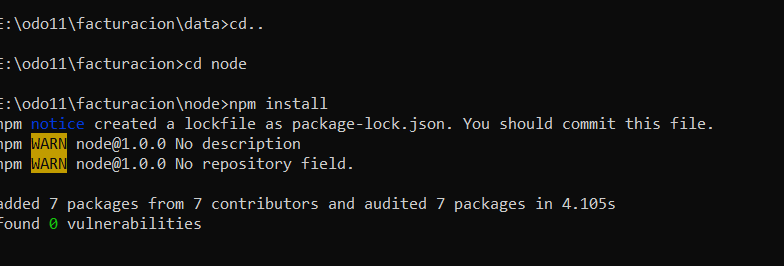 E:\odo11\facturacion\data>cd..
E:\odo11\facturacion>cd node
E:\odo11\facturacion\node>npm install
npm notice created a lockfile as package-lock.json. You should commit this file.
npm WARN node@1.0.0 No description
npm WARN node@1.0.0 No repository field.
added 7 packages from 7 contributors and audited 7 packages in 4.105s
found 0 vulnerabilities